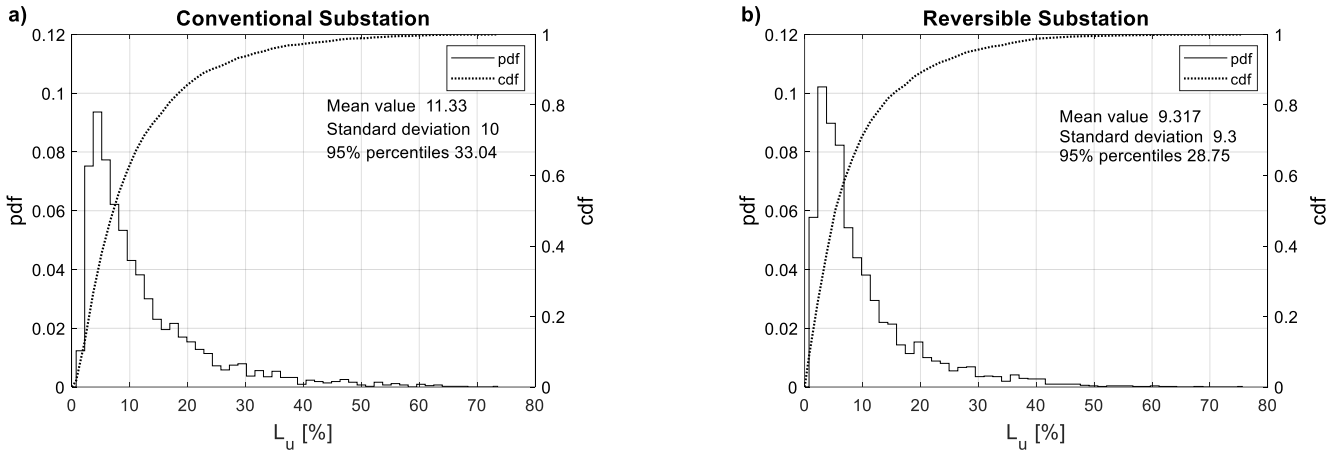 a)
Conventional Substation
0.12
0.1
0.08
0.06
0.04
0.02
0
pdf
1
0.8
0.6
0.4
0.2
0
cdf
pdf
cdf
Mean value 11.33
Standard deviation 10
95% percentiles 33.04
0 10 20 30 40 50 60 70 80
L_u [%]
b)
Reversible Substation
0.12
0.1
0.08
0.06
0.04
0.02
0
pdf
1
0.8
0.6
0.4
0.2
0
cdf
pdf
cdf
Mean value 9.317
Standard deviation 9.3
95% percentiles 28.75
0 10 20 30 40 50 60 70 80
L_u [%]